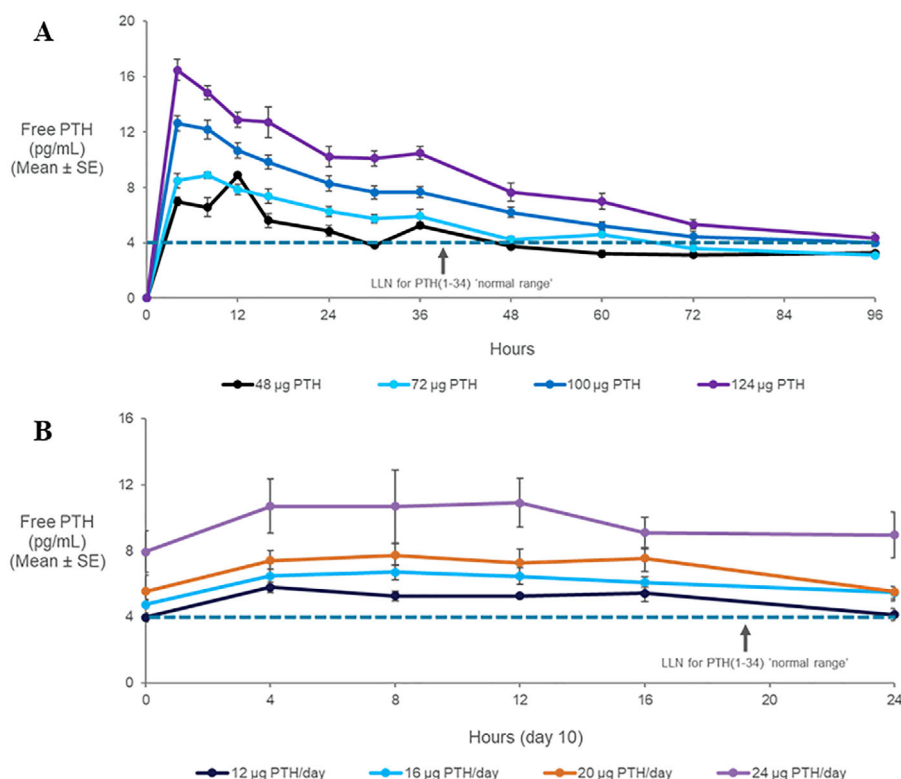 A
20
16
12
8
4
0
Free PTH
(pg/mL)
(Mean ± SE)
LLN for PTH(1-34) 'normal range'
0 12 24 36 48 60 72 84 96
Hours
48 µg PTH 72 µg PTH 100 µg PTH 124 µg PTH
B
16
12
8
4
0
Free PTH
(pg/mL)
(Mean ± SE)
LLN for PTH(1-34) 'normal range'
0 4 8 12 16 20 24
Hours (day 10)
12 µg PTH/day 16 µg PTH/day 20 µg PTH/day 24 µg PTH/day